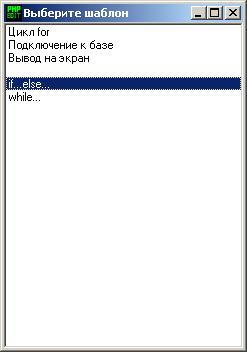 PHP
EDIT
Выберите шаблон
Цикл for
Подключение к базе
Вывод на экран
if...else...
while...